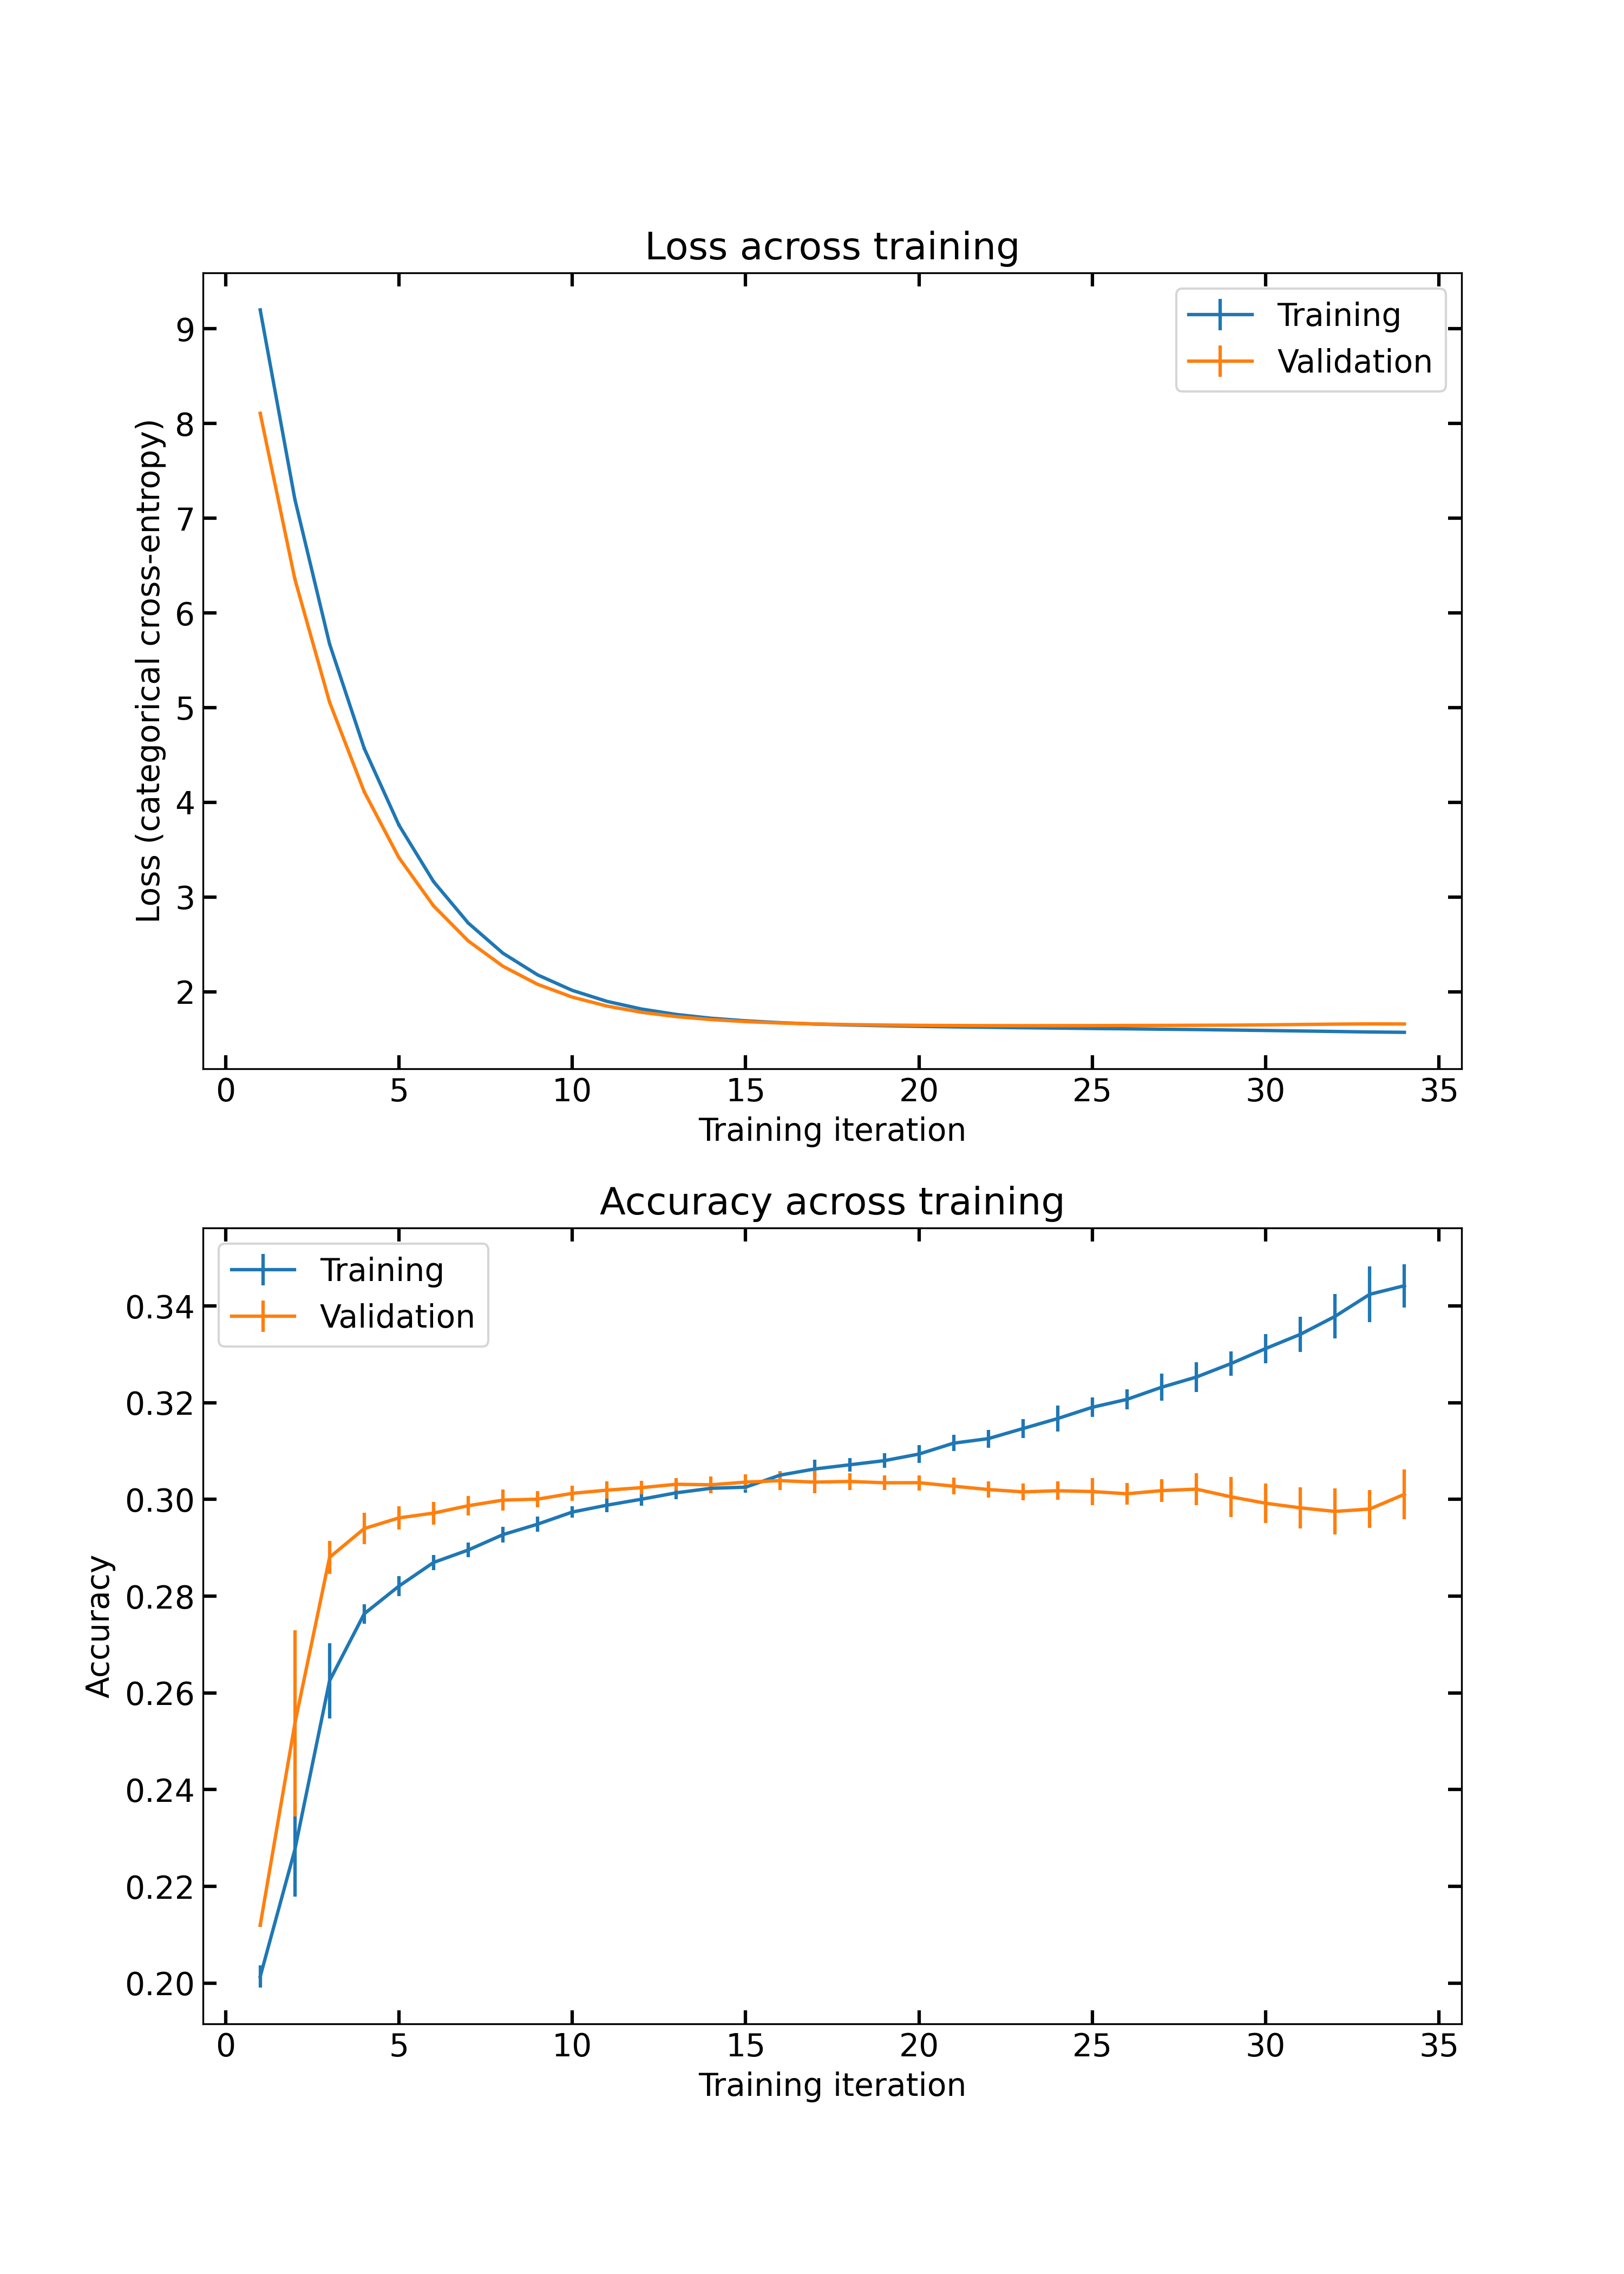 Loss across training
Training
Validation
9
8
7
6
5
4
3
2
Loss (categorical cross-entropy)
0 5 10 15 20 25 30 35
Training iteration
Accuracy across training
Training
Validation
0.34
0.32
0.30
0.28
0.26
0.24
0.22
0.20
Accuracy
0 5 10 15 20 25 30 35
Training iteration